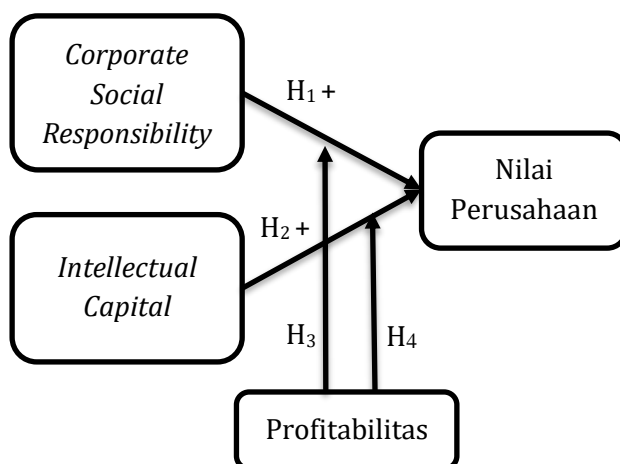 Corporate
Social
Responsibility
H₁ +
Nilai
Perusahaan
H₂ +
Intellectual
Capital
H₃
H₄
Profitabilitas